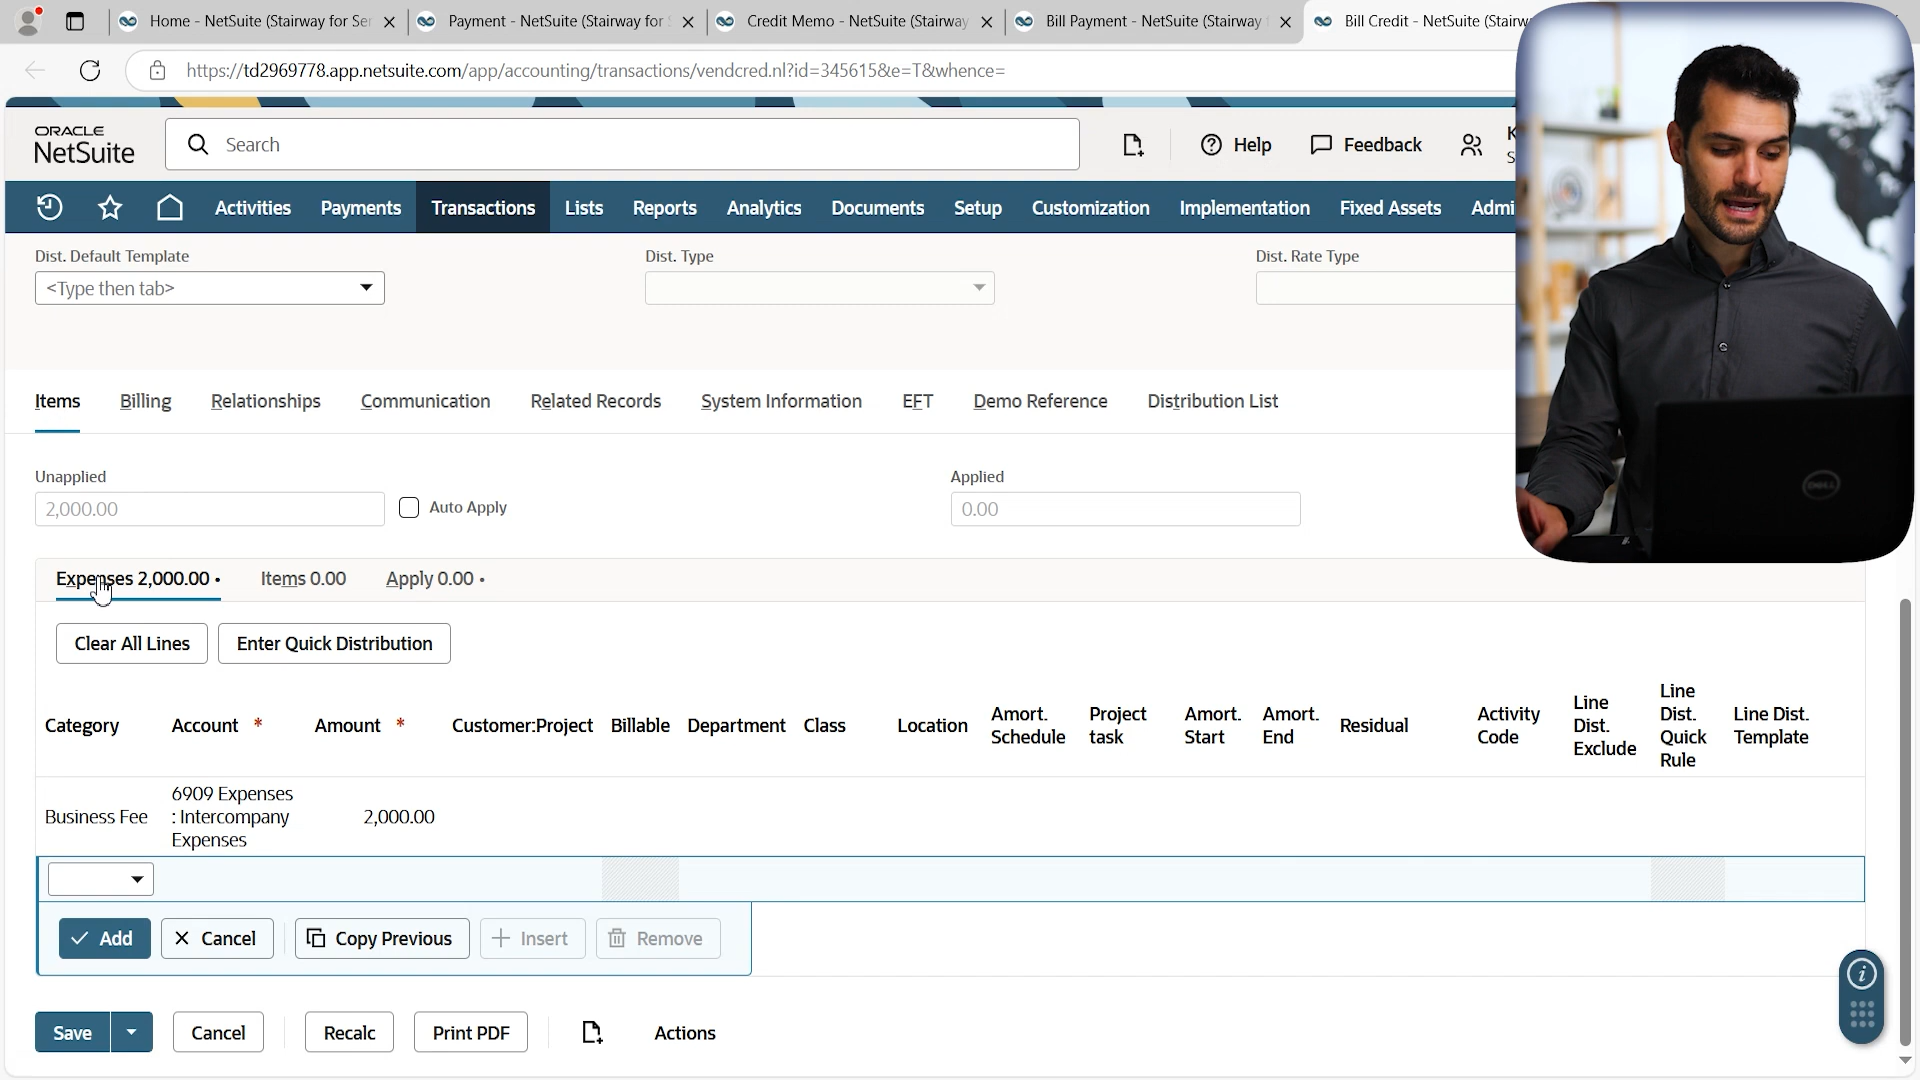 Home - NetSuite (Stairway for Ser
Payment - NetSuite (Stairway for S
Credit Memo - NetSuite (Stairway
Bill Payment - NetSuite (Stairway f
Bill Credit - NetSuite (Stairw
https://td2969778.app.netsuite.com/app/accounting/transactions/vendcred.nl?id=345615&e=T&whence=
ORACLE
NetSuite
Search
Help
Feedback
Activities
Payments
Transactions
Lists
Reports
Analytics
Documents
Setup
Customization
Implementation
Fixed Assets
Admi
Dist. Default Template
Dist. Type
Dist. Rate Type
<Type then tab>
Items
Billing
Relationships
Communication
Related Records
System Information
EFT
Demo Reference
Distribution List
Unapplied
Applied
2,000.00
Auto Apply
0.00
Expenses 2,000.00 •
Items 0.00
Apply 0.00 •
Clear All Lines
Enter Quick Distribution
Category
Account *
Amount *
Customer:Project
Billable
Department
Class
Location
Amort. Schedule
Project task
Amort. Start
Amort. End
Residual
Activity Code
Line Dist. Exclude
Line Dist. Quick Rule
Line Dist. Template
Business Fee
6909 Expenses : Intercompany Expenses
2,000.00
Add
Cancel
Copy Previous
Insert
Remove
Save
Cancel
Recalc
Print PDF
Actions
DELL